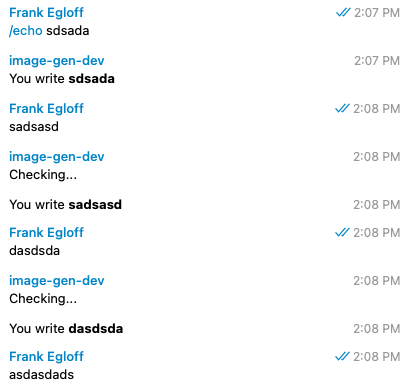 Frank Egloff 2:07 PM
/echo sdsada
image-gen-dev 2:07 PM
You write sdsada
Frank Egloff 2:08 PM
sadsasd
image-gen-dev 2:08 PM
Checking...
You write sadsasd 2:08 PM
Frank Egloff 2:08 PM
dasdsda
image-gen-dev 2:08 PM
Checking...
You write dasdsda 2:08 PM
Frank Egloff 2:08 PM
asdasdads